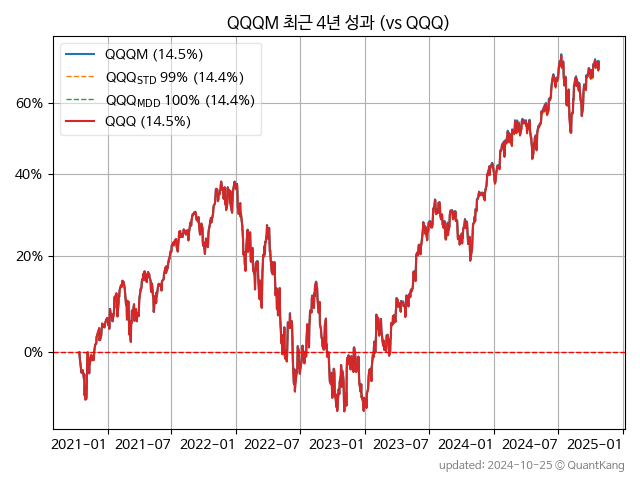 QQQM 최근 4년 성과 (vs QQQ)
QQQM (14.5%)
QQQSTD 99% (14.4%)
QQQMDD 100% (14.4%)
QQQ (14.5%)
60%
40%
20%
0%
2021-01 2021-07 2022-01 2022-07 2023-01 2023-07 2024-01 2024-07 2025-01
updated: 2024-10-25 © QuantKang